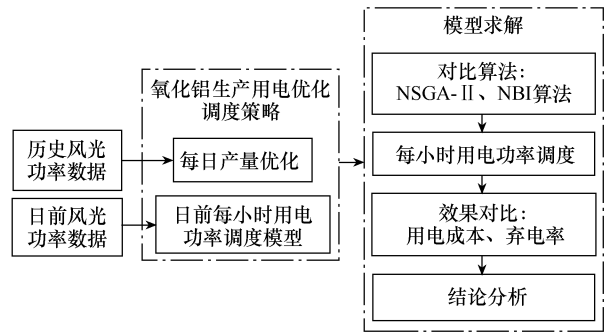 氧化铝生产用电优化
调度策略
历史风光
功率数据
每日产量优化
日前风光
功率数据
日前每小时用电
功率调度模型
模型求解
对比算法：
NSGA-Ⅱ、NBI算法
每小时用电功率调度
效果对比：
用电成本、弃电率
结论分析